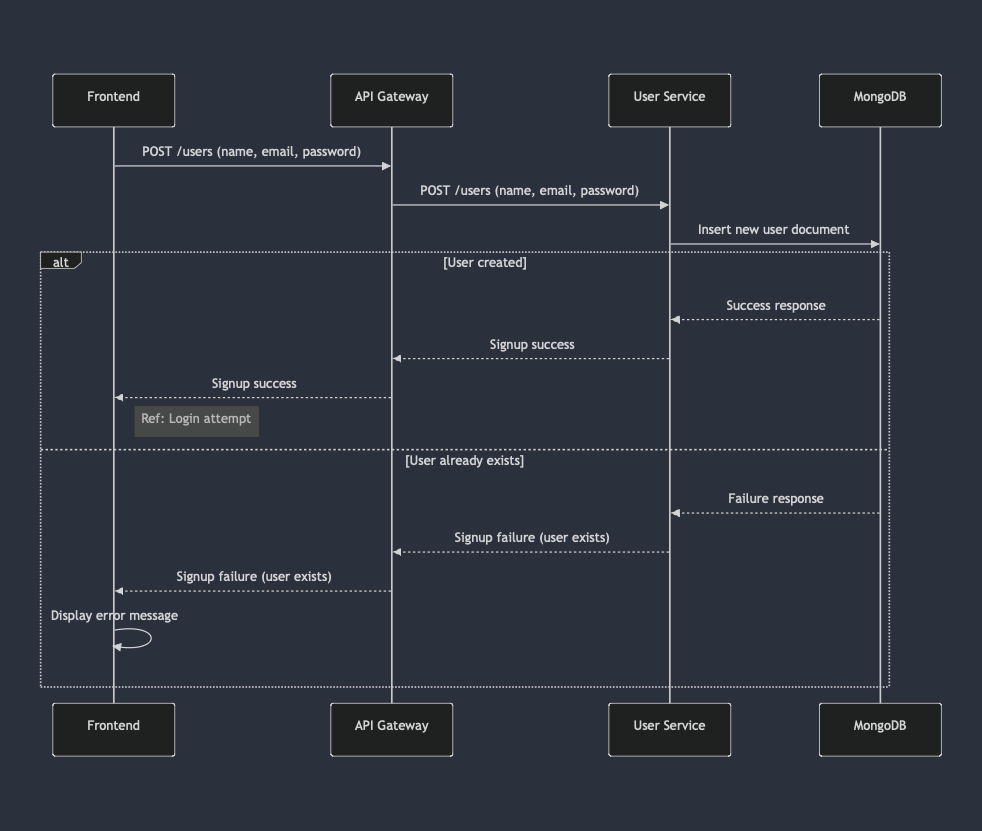 Frontend
API Gateway
User Service
MongoDB
POST /users (name, email, password)
POST /users (name, email, password)
Insert new user document
alt
[User created]
Success response
Signup success
Signup success
Ref: Login attempt
[User already exists]
Failure response
Signup failure (user exists)
Signup failure (user exists)
Display error message
Frontend
API Gateway
User Service
MongoDB